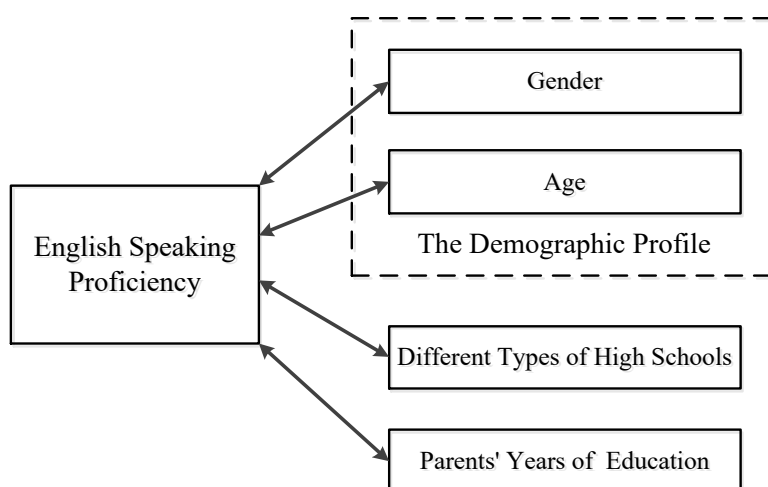 Gender
Age
The Demographic Profile
English Speaking
Proficiency
Different Types of High Schools
Parents' Years of Education